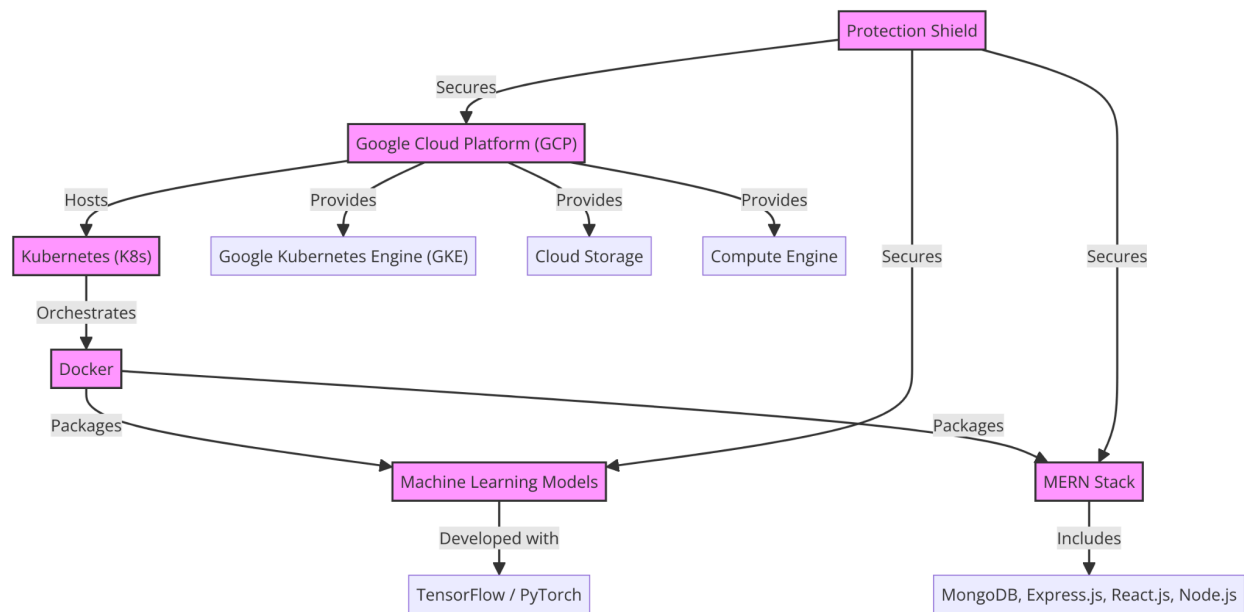 Protection Shield
Secures
Google Cloud Platform (GCP)
Hosts
Provides
Provides
Provides
Kubernetes (K8s)
Google Kubernetes Engine (GKE)
Cloud Storage
Compute Engine
Secures
Secures
Orchestrates
Docker
Packages
Packages
Machine Learning Models
MERN Stack
Developed with
Includes
TensorFlow / PyTorch
MongoDB, Express.js, React.js, Node.js